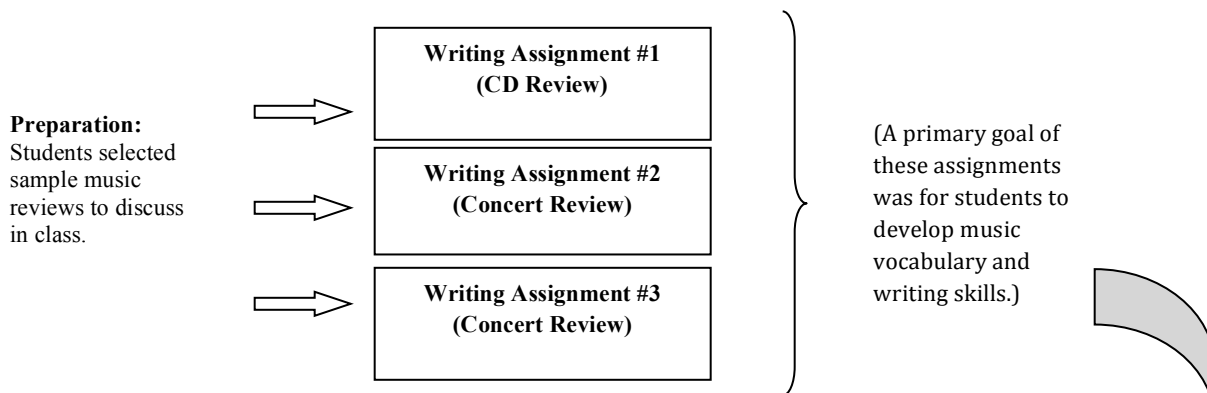 Preparation:
Students selected
sample music
reviews to discuss
in class.
Writing Assignment #1
(CD Review)
Writing Assignment #2
(Concert Review)
Writing Assignment #3
(Concert Review)
(A primary goal of
these assignments
was for students to
develop music
vocabulary and
writing skills.)